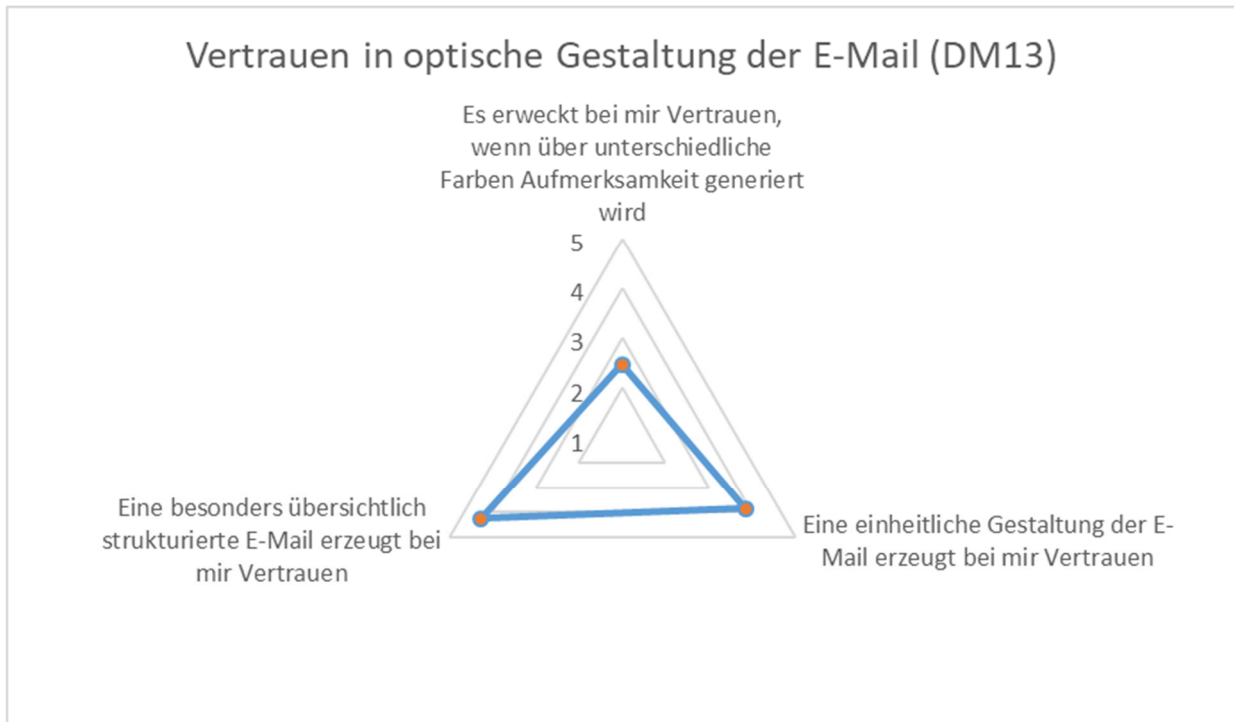 Vertrauen in optische Gestaltung der E-Mail (DM13)
Es erweckt bei mir Vertrauen,
wenn über unterschiedliche
Farben Aufmerksamkeit generiert
wird
5
4
3
2
1
Eine besonders übersichtlich
strukturierte E-Mail erzeugt bei
mir Vertrauen
Eine einheitliche Gestaltung der E-
Mail erzeugt bei mir Vertrauen